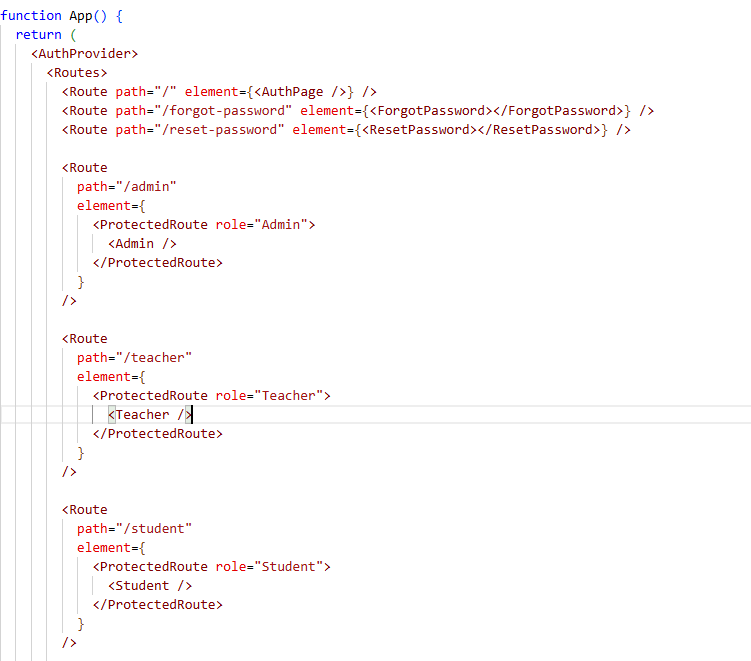 function App() {
  return (
    <AuthProvider>
      <Routes>
        <Route path="/" element={<AuthPage />} />
        <Route path="/forgot-password" element={<ForgotPassword></ForgotPassword>} />
        <Route path="/reset-password" element={<ResetPassword></ResetPassword>} />

        <Route
          path="/admin"
          element={
            <ProtectedRoute role="Admin">
              <Admin />
            </ProtectedRoute>
          }
        />

        <Route
          path="/teacher"
          element={
            <ProtectedRoute role="Teacher">
              <Teacher />
            </ProtectedRoute>
          }
        />

        <Route
          path="/student"
          element={
            <ProtectedRoute role="Student">
              <Student />
            </ProtectedRoute>
          }
        />